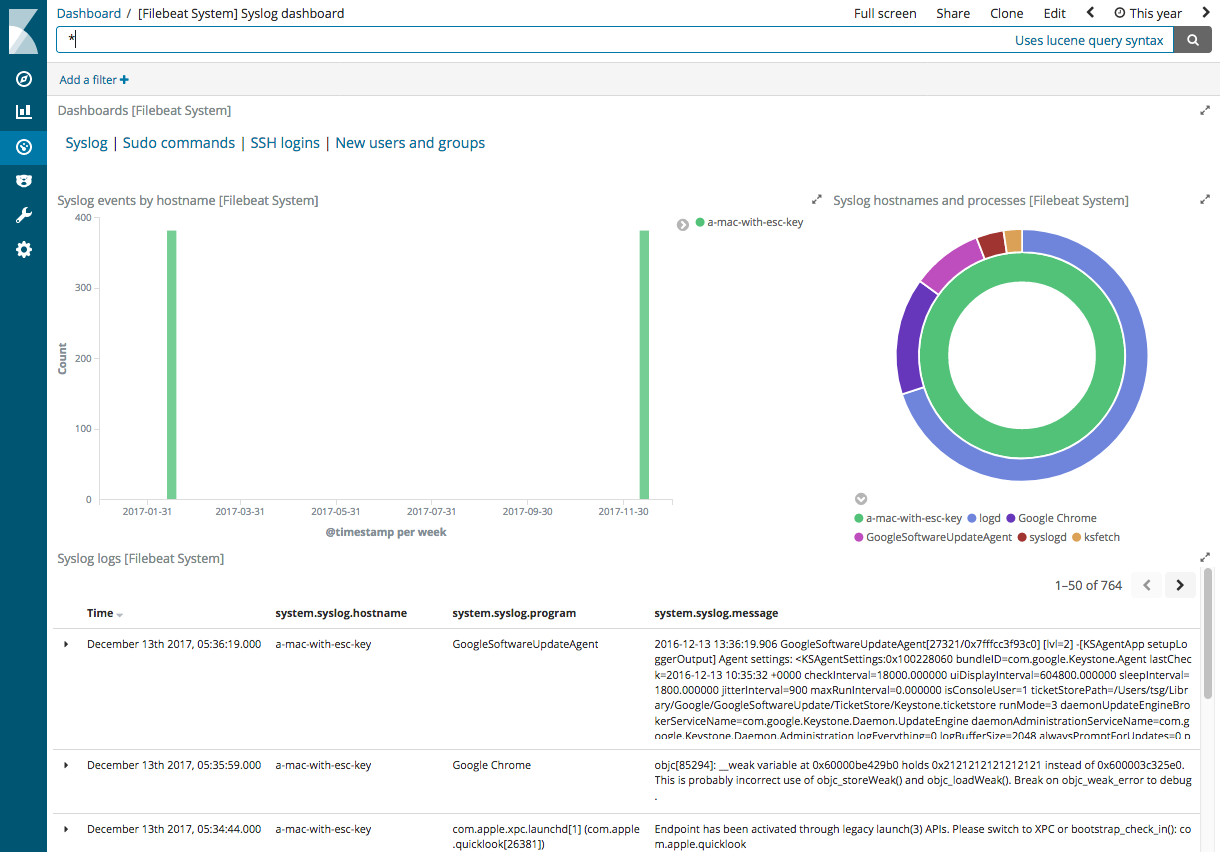 Dashboard / [Filebeat System] Syslog dashboard
Full screen Share Clone Edit This year
*
Uses lucene query syntax
Add a filter +
Dashboards [Filebeat System]
Syslog | Sudo commands | SSH logins | New users and groups
Syslog events by hostname [Filebeat System]
400
300
200
100
0
Count
2017-01-31 2017-03-31 2017-05-31 2017-07-31 2017-09-30 2017-11-30
@timestamp per week
a-mac-with-esc-key
Syslog hostnames and processes [Filebeat System]
a-mac-with-esc-key logd Google Chrome
GoogleSoftwareUpdateAgent syslogd ksfetch
Syslog logs [Filebeat System]
1–50 of 764
Time system.syslog.hostname system.syslog.program system.syslog.message
December 13th 2017, 05:36:19.000 a-mac-with-esc-key GoogleSoftwareUpdateAgent 2016-12-13 13:36:19.906 GoogleSoftwareUpdateAgent[27321/0x7fffcc3f93c0] [lvl=2] -[KSAgentApp setupLo
ggerOutput] Agent settings: <KSAgentSettings:0x100228060 bundleID=com.google.Keystone.Agent lastChec
k=2016-12-13 10:35:32 +0000 checkInterval=18000.000000 uiDisplayInterval=604800.000000 sleepInterval=
1800.000000 jitterInterval=900 maxRunInterval=0.000000 isConsoleUser=1 ticketStorePath=/Users/tsg/Libr
ary/Google/GoogleSoftwareUpdate/TicketStore/Keystone.ticketstore runMode=3 daemonUpdateEngineBro
kerServiceName=com.google.Keystone.Daemon.UpdateEngine daemonAdministrationServiceName=com.g
oogle.Keystone.Daemon.Administration logEverything=0 logBufferSize=2048 alwaysPromptForUpdates=0 p
December 13th 2017, 05:35:59.000 a-mac-with-esc-key Google Chrome objc[85294]: __weak variable at 0x60000be429b0 holds 0x2121212121212121 instead of 0x600003c325e0.
This is probably incorrect use of objc_storeWeak() and objc_loadWeak(). Break on objc_weak_error to debug
.
December 13th 2017, 05:34:44.000 a-mac-with-esc-key com.apple.xpc.launchd[1] (com.apple Endpoint has been activated through legacy launch(3) APIs. Please switch to XPC or bootstrap_check_in(): co
.quicklook[26381]) m.apple.quicklook